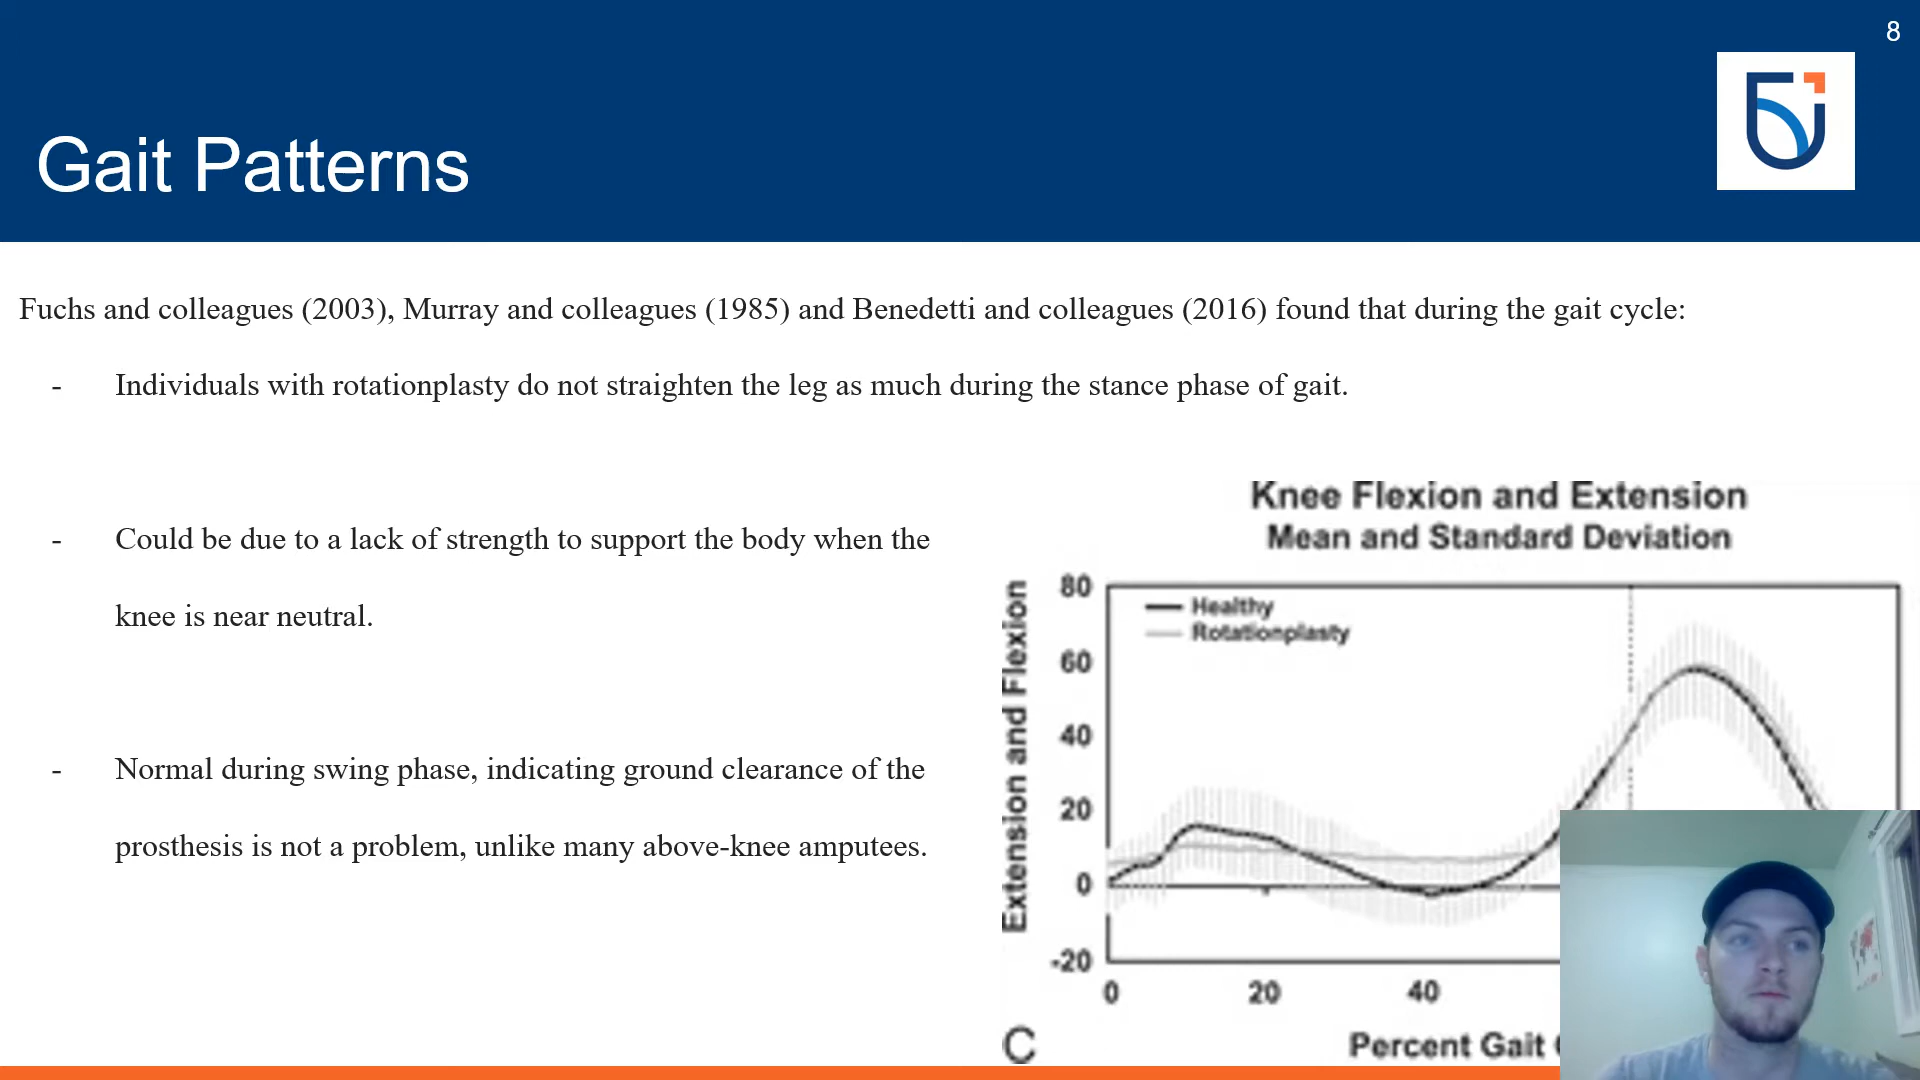 8
Gait Patterns
Fuchs and colleagues (2003), Murray and colleagues (1985) and Benedetti and colleagues (2016) found that during the gait cycle:
- Individuals with rotationplasty do not straighten the leg as much during the stance phase of gait.
- Could be due to a lack of strength to support the body when the
knee is near neutral.
- Normal during swing phase, indicating ground clearance of the
prosthesis is not a problem, unlike many above-knee amputees.
Knee Flexion and Extension
Mean and Standard Deviation
Extension and Flexion
80
60
40
20
0
-20
Healthy
Rotationplasty
0 20 40
Percent Gait
C